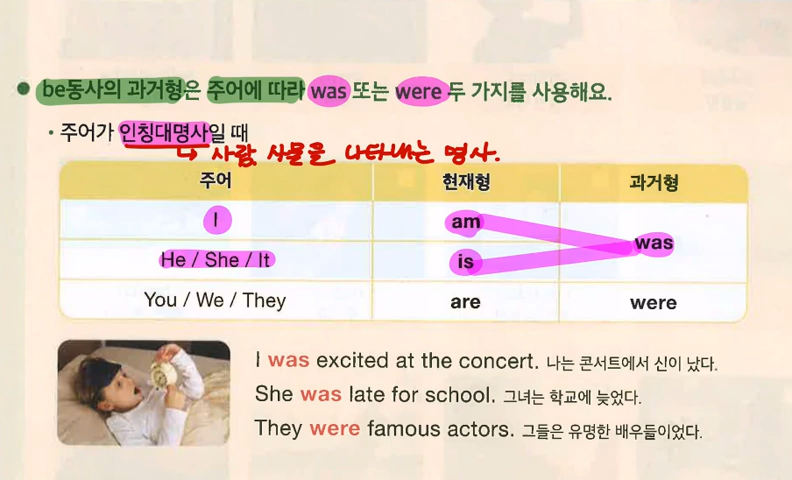 ● be동사의 과거형은 주어에 따라 was 또는 were 두 가지를 사용해요.
• 주어가 인칭대명사일 때
↳ 사람, 사물을 나타내는 명사.
주어 현재형 과거형
I am was
He / She / It is
You / We / They are were
I was excited at the concert. 나는 콘서트에서 신이 났다.
She was late for school. 그녀는 학교에 늦었다.
They were famous actors. 그들은 유명한 배우들이었다.